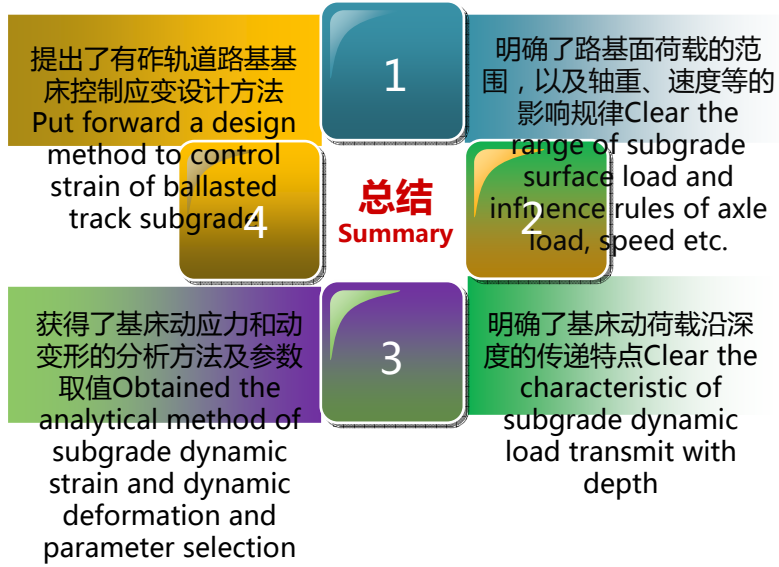 提出了有砟轨道路基基
床控制应变设计方法
Put forward a design
method to control
strain of ballasted
track subgrade
1
明确了路基面荷载的范
围，以及轴重、速度等的
影响规律Clear the
range of subgrade
surface load and
influence rules of axle
load, speed etc.
4
总结
Summary
2
获得了基床动应力和动
变形的分析方法及参数
取值Obtained the
analytical method of
subgrade dynamic
strain and dynamic
deformation and
parameter selection
3
明确了基床动荷载沿深
度的传递特点Clear the
characteristic of
subgrade dynamic
load transmit with
depth